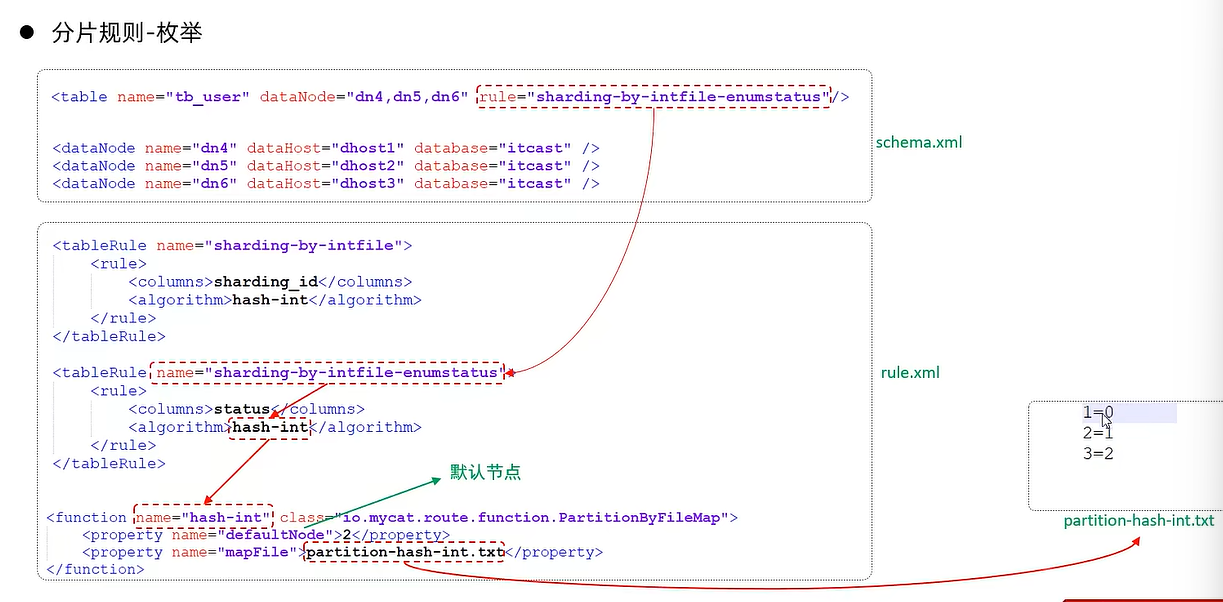 ● 分片规则-枚举
<table name="tb_user" dataNode="dn4,dn5,dn6" rule="sharding-by-intfile-enumstatus"/>
<dataNode name="dn4" dataHost="dhost1" database="itcast" />
<dataNode name="dn5" dataHost="dhost2" database="itcast" />
<dataNode name="dn6" dataHost="dhost3" database="itcast" />
schema.xml
<tableRule name="sharding-by-intfile">
<rule>
<columns>sharding_id</columns>
<algorithm>hash-int</algorithm>
</rule>
</tableRule>
<tableRule name="sharding-by-intfile-enumstatus"
<rule>
<columns>status</columns>
<algorithm>hash-int</algorithm>
</rule>
</tableRule>
rule.xml
默认节点
<function name="hash-int" class="io.mycat.route.function.PartitionByFileMap">
<property name="defaultNode">2</property>
<property name="mapFile">partition-hash-int.txt</property>
</function>
1=0
2=1
3=2
partition-hash-int.txt